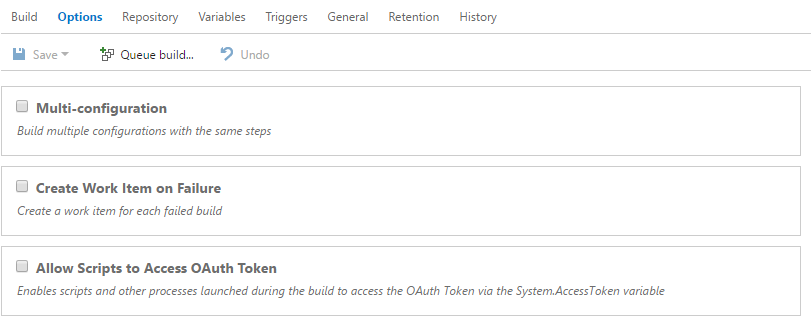 Build Options Repository Variables Triggers General Retention History
Save Queue build... Undo
Multi-configuration
Build multiple configurations with the same steps
Create Work Item on Failure
Create a work item for each failed build
Allow Scripts to Access OAuth Token
Enables scripts and other processes launched during the build to access the OAuth Token via the System.AccessToken variable